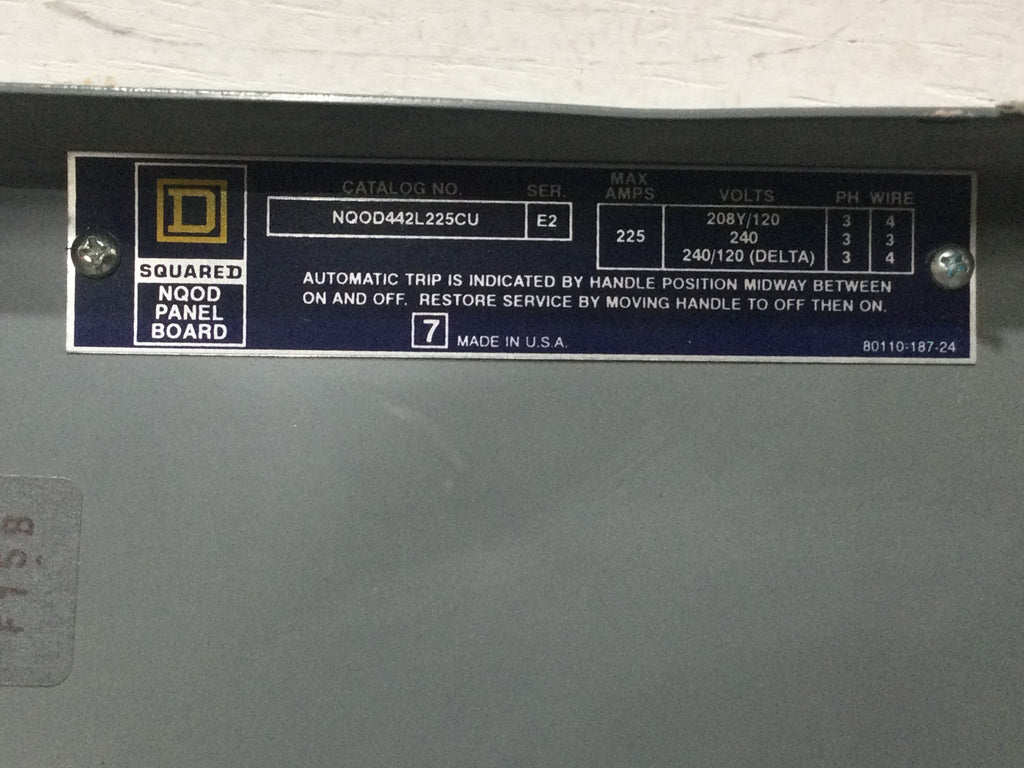 D
SQUARE D
NQOD
PANEL
BOARD
CATALOG NO. SER.
NQOD442L225CU E2
MAX
AMPS VOLTS PH WIRE
208Y/120 3 4
225 240 3 3
240/120 (DELTA) 3 4
AUTOMATIC TRIP IS INDICATED BY HANDLE POSITION MIDWAY BETWEEN
ON AND OFF. RESTORE SERVICE BY MOVING HANDLE TO OFF THEN ON.
7 MADE IN U.S.A. 80110-187-24
F15B